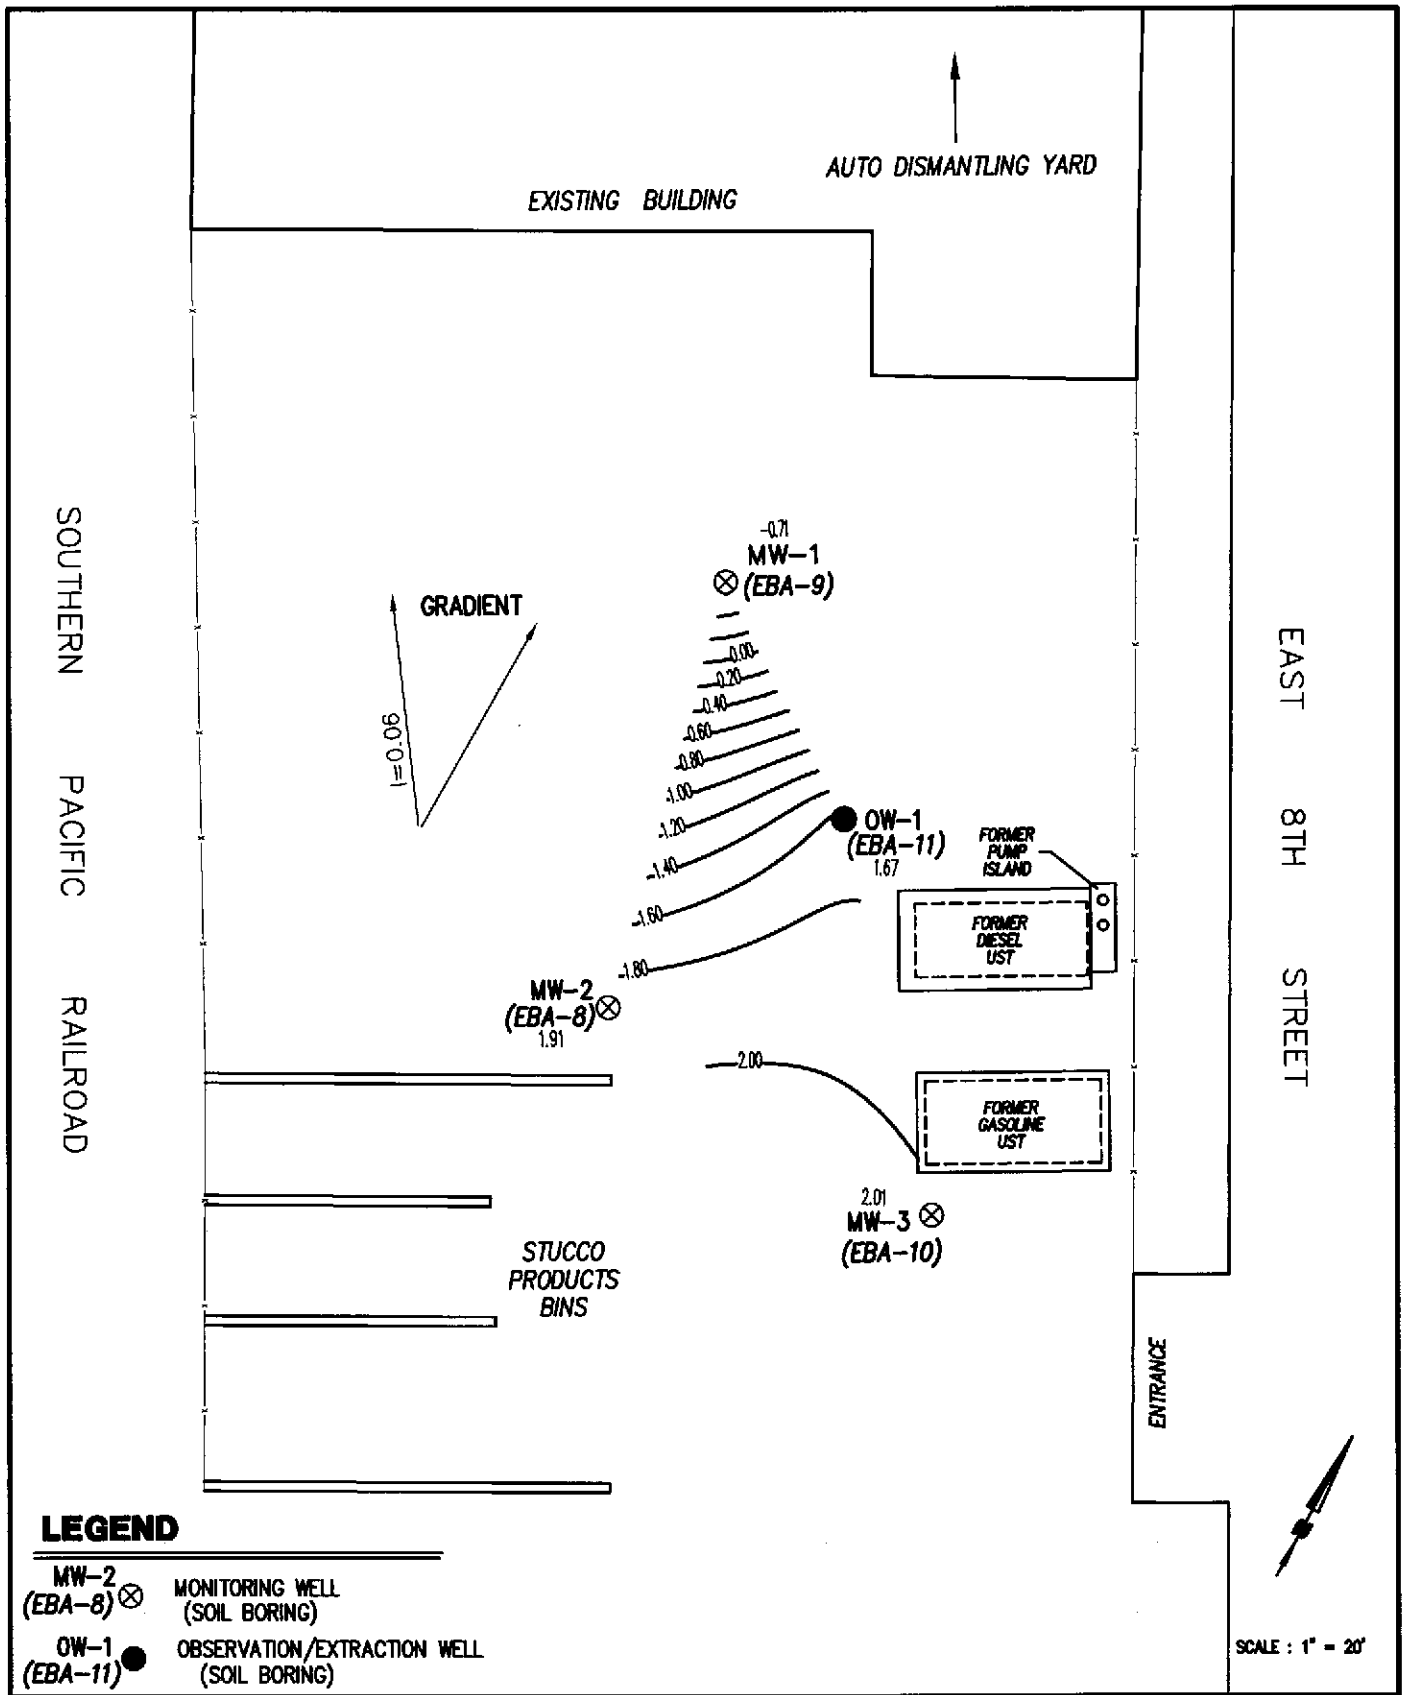 AUTO DISMANTLING YARD
EXISTING BUILDING
SOUTHERN PACIFIC RAILROAD
EAST 8TH STREET
-0.71
MW-1
(EBA-9)
GRADIENT
i=0.06
0.00
0.20
0.40
0.60
0.80
1.00
1.20
1.40
1.60
1.80
2.00
OW-1
(EBA-11)
1.67
FORMER
PUMP
ISLAND
FORMER
DIESEL
UST
MW-2
(EBA-8)
1.91
FORMER
GASOLINE
UST
2.01
MW-3
(EBA-10)
STUCCO
PRODUCTS
BINS
ENTRANCE
LEGEND
MW-2
(EBA-8)
MONITORING WELL
(SOIL BORING)
OW-1
(EBA-11)
OBSERVATION/EXTRACTION WELL
(SOIL BORING)
SCALE : 1" = 20'